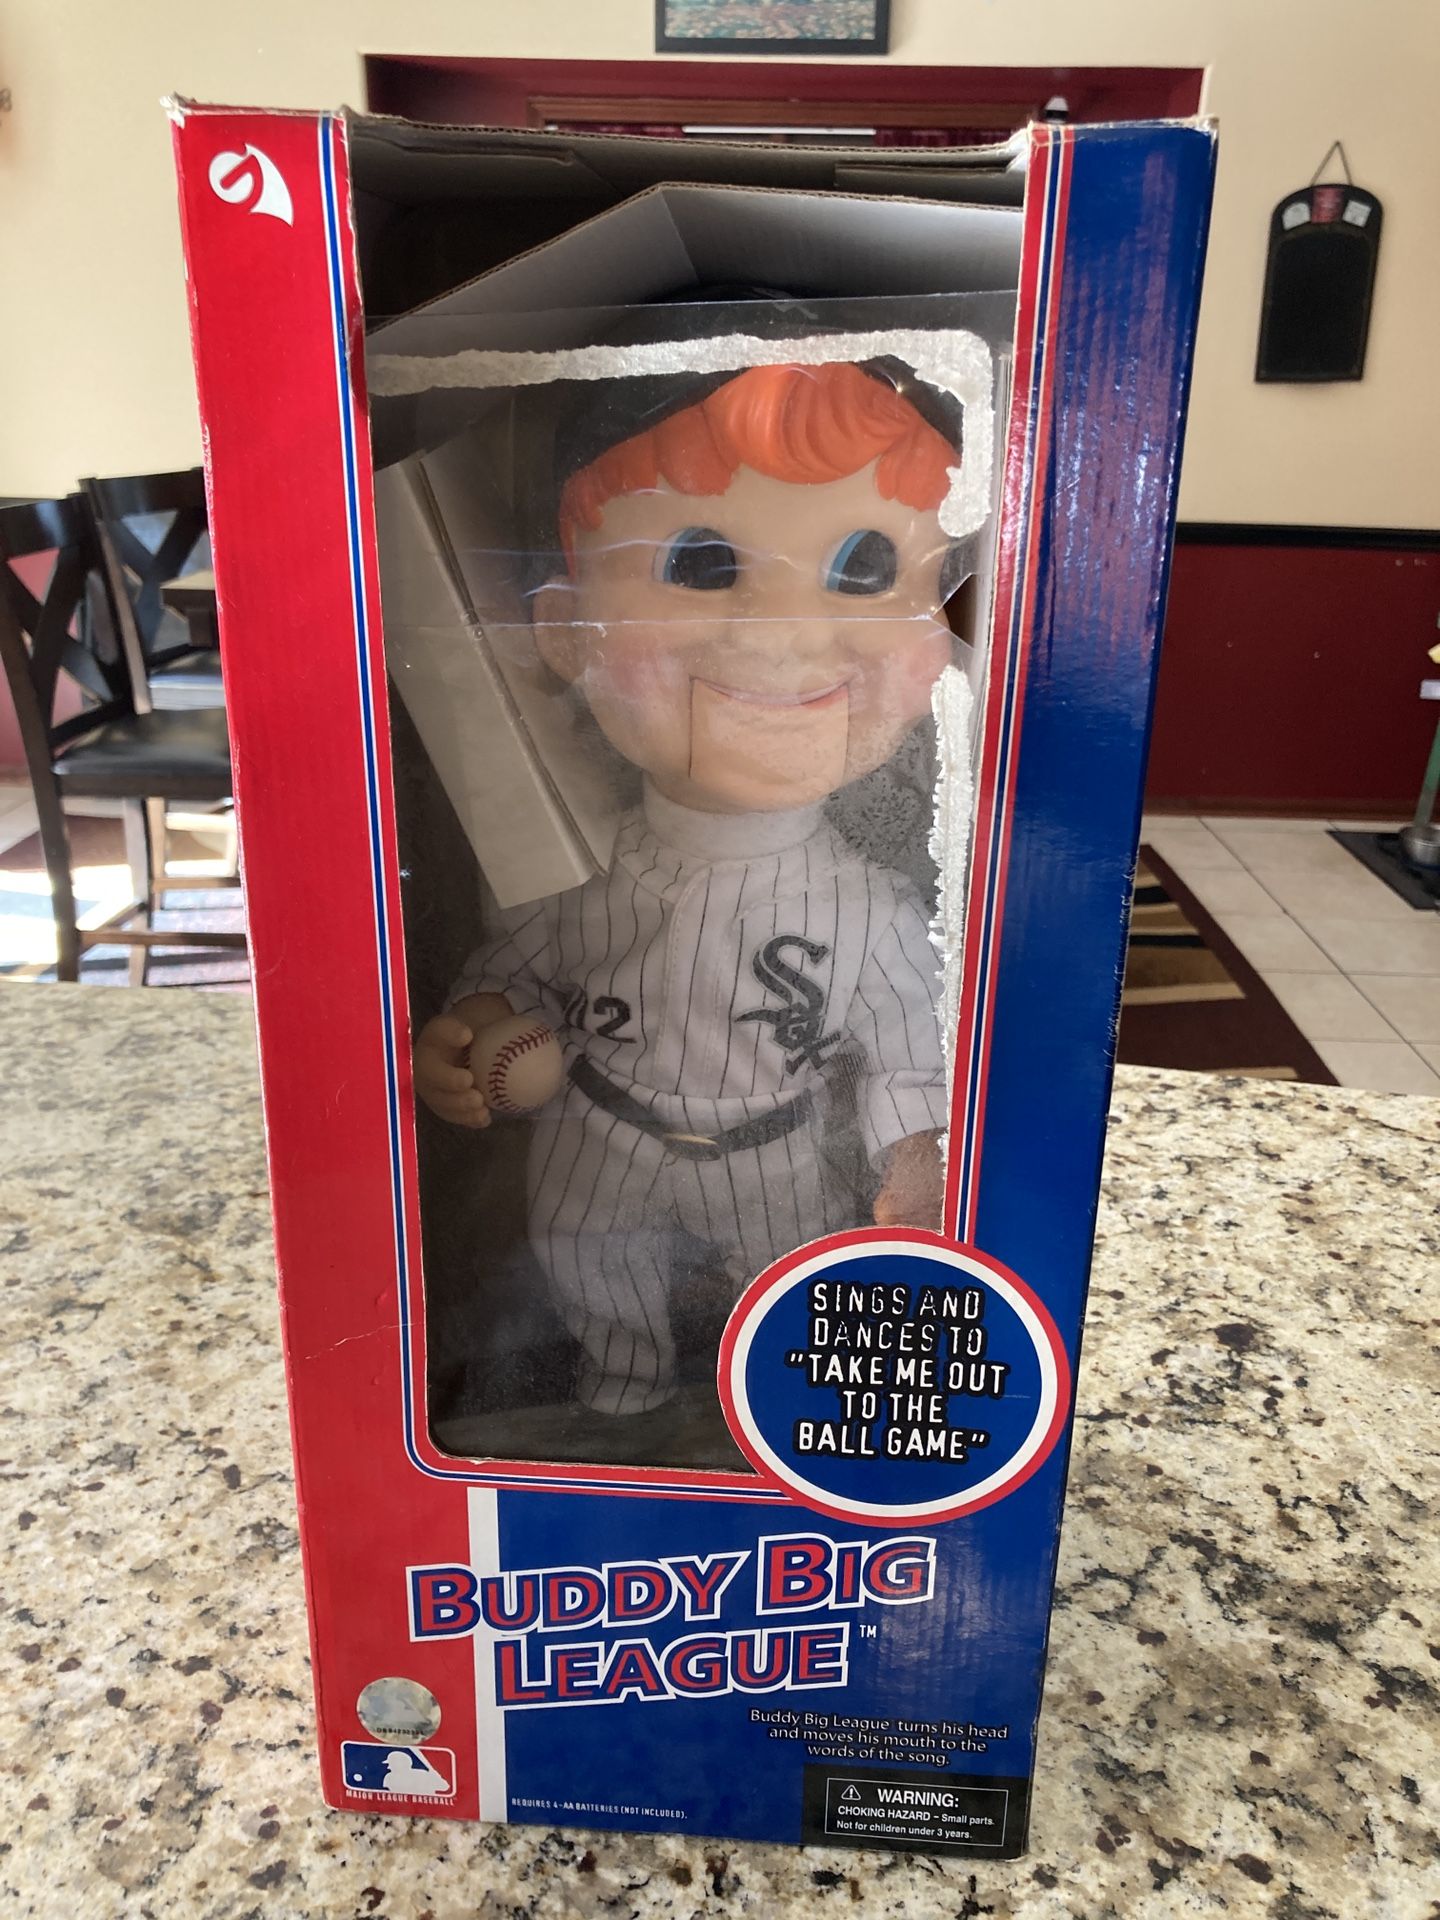 Sox
12
SINGS AND
DANCES TO
"TAKE ME OUT
TO THE
BALL GAME"
BUDDY BIG
LEAGUE™
Buddy Big League turns his head
and moves his mouth to the
words of the song.
MAJOR LEAGUE BASEBALL
REQUIRES 4-AA BATTERIES (NOT INCLUDED).
⚠ WARNING:
CHOKING HAZARD - Small parts.
Not for children under 3 years.